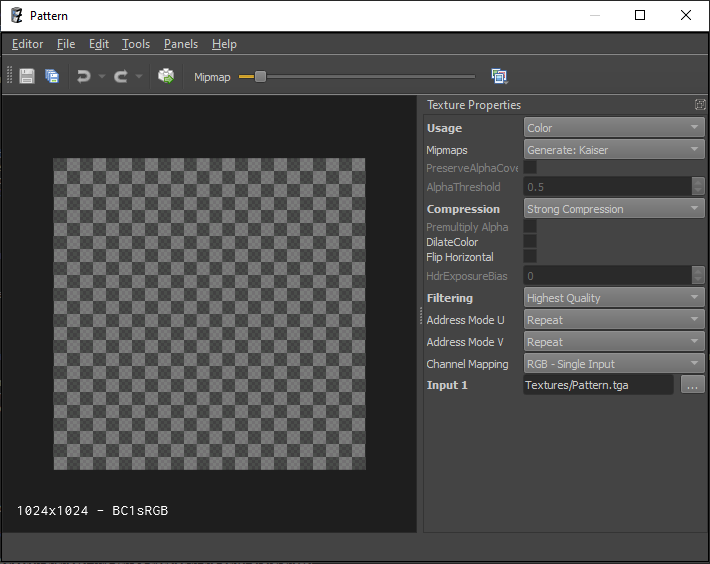 Pattern
Editor File Edit Tools Panels Help
Mipmap
Texture Properties
Usage Color
Mipmaps Generate: Kaiser
PreserveAlphaCove
AlphaThreshold 0.5
Compression Strong Compression
Premultiply Alpha
DilateColor
Flip Horizontal
HdrExposureBias 0
Filtering Highest Quality
Address Mode U Repeat
Address Mode V Repeat
Channel Mapping RGB - Single Input
Input 1 Textures/Pattern.tga ...
1024x1024 - BC1sRGB